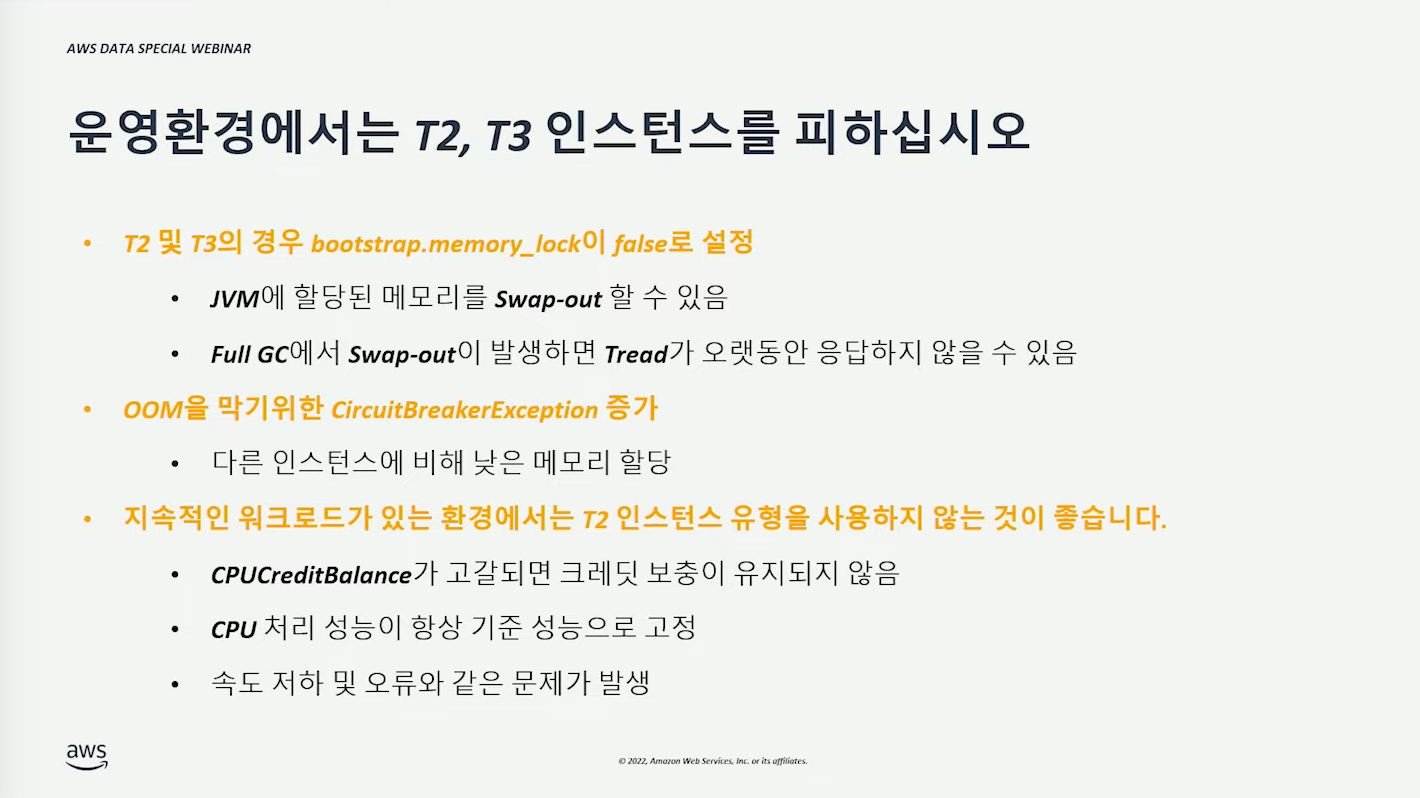 AWS DATA SPECIAL WEBINAR
운영환경에서는 T2, T3 인스턴스를 피하십시오
• T2 및 T3의 경우 bootstrap.memory_lock이 false로 설정
• JVM에 할당된 메모리를 Swap-out 할 수 있음
• Full GC에서 Swap-out이 발생하면 Tread가 오랫동안 응답하지 않을 수 있음
• OOM을 막기위한 CircuitBreakerException 증가
• 다른 인스턴스에 비해 낮은 메모리 할당
• 지속적인 워크로드가 있는 환경에서는 T2 인스턴스 유형을 사용하지 않는 것이 좋습니다.
• CPUCreditBalance가 고갈되면 크레딧 보충이 유지되지 않음
• CPU 처리 성능이 항상 기준 성능으로 고정
• 속도 저하 및 오류와 같은 문제가 발생
aws
© 2022, Amazon Web Services, Inc. or its affiliates.